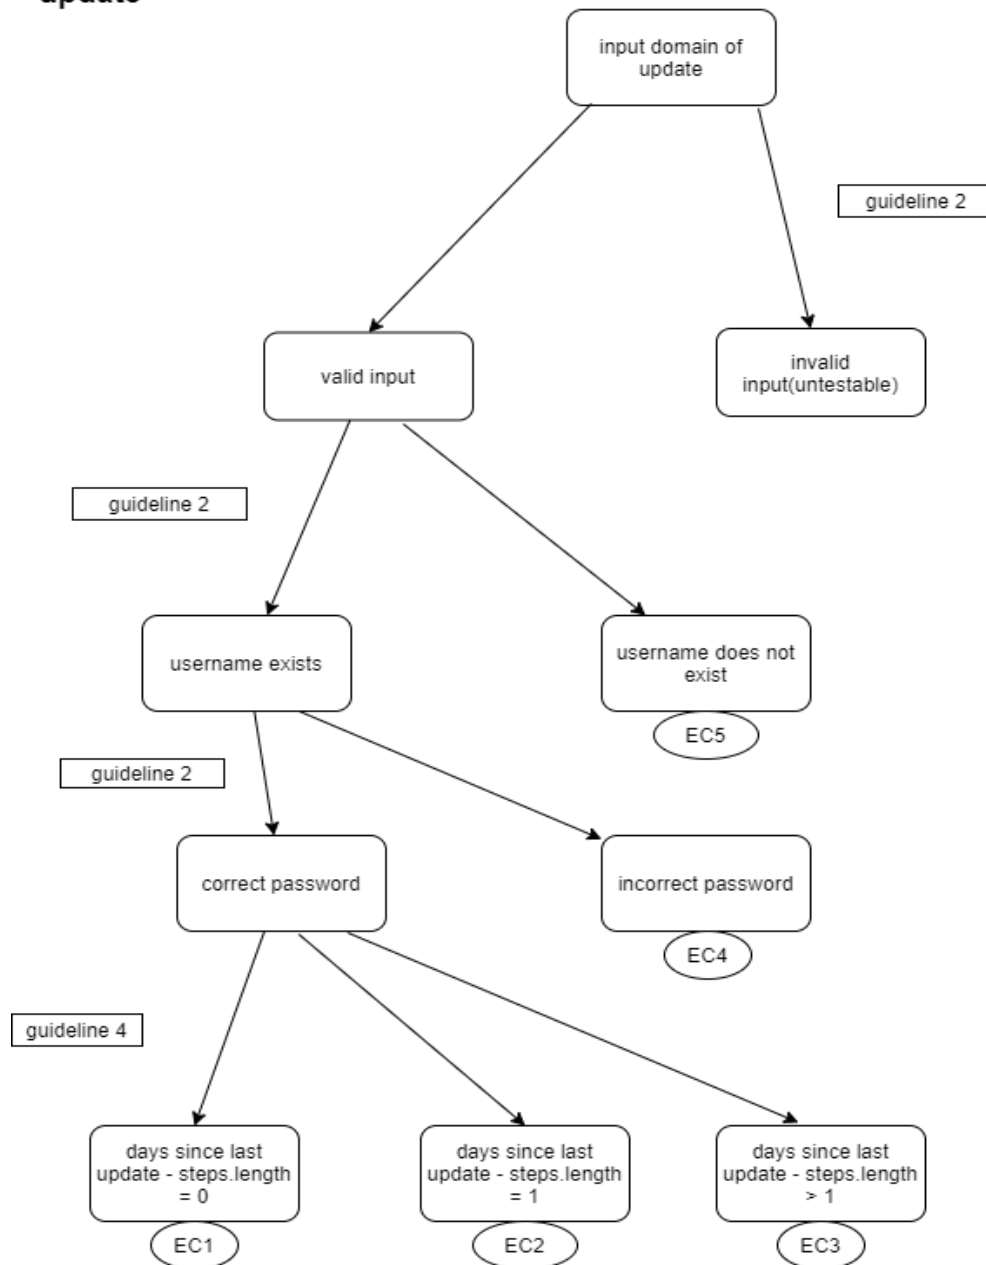 update
input domain of
update
guideline 2
valid input
invalid
input(untestable)
guideline 2
username exists
username does not
exist
EC5
guideline 2
correct password
incorrect password
EC4
guideline 4
days since last
update - steps.length
= 0
EC1
days since last
update - steps.length
= 1
EC2
days since last
update - steps.length
> 1
EC3